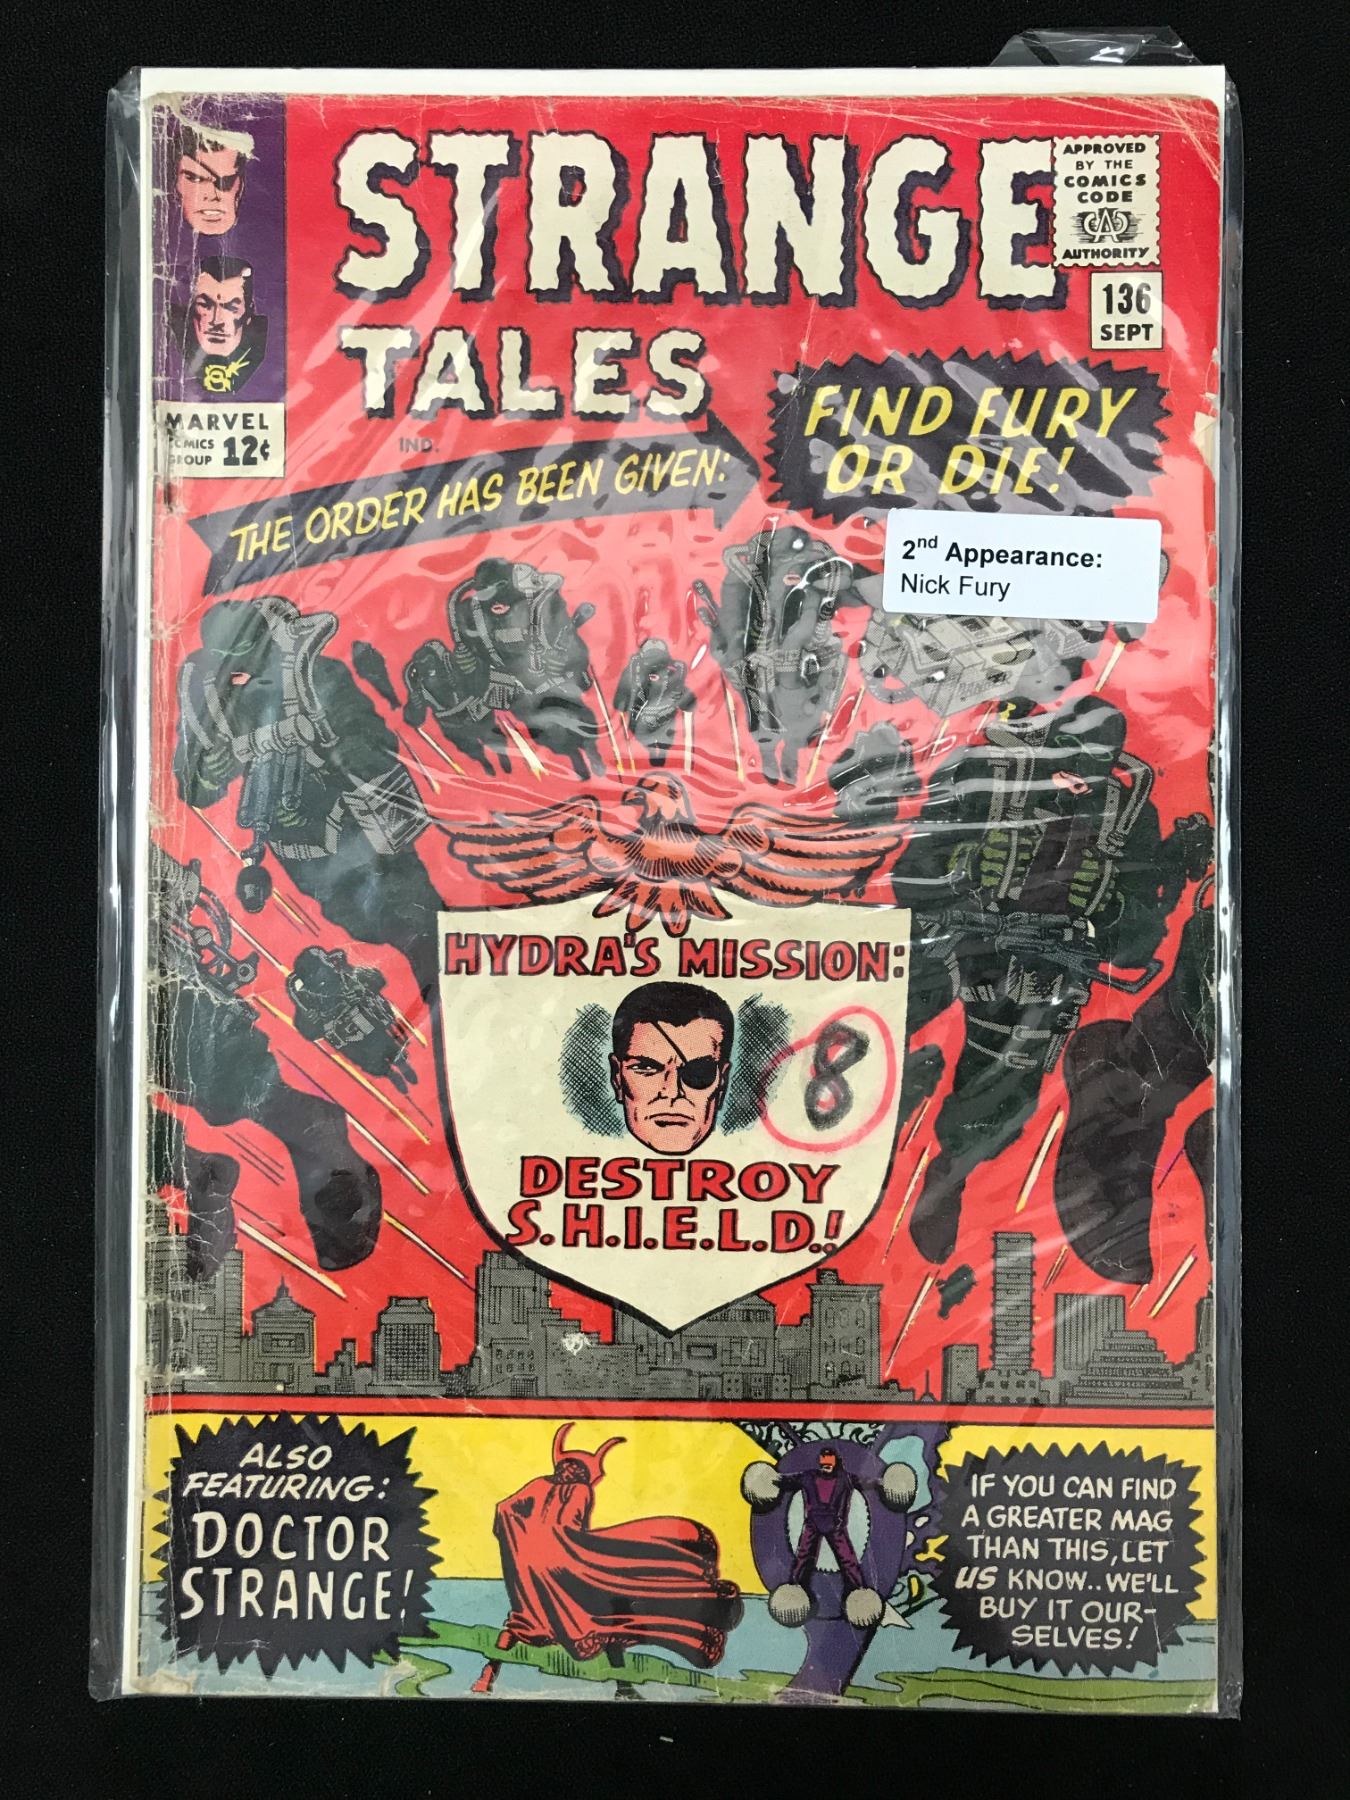 STRANGE
TALES
APPROVED
BY THE
COMICS
CODE
CA
AUTHORITY
136
SEPT
MARVEL
COMICS
GROUP 12¢
IND.
THE ORDER HAS BEEN GIVEN:
FIND FURY
OR DIE!
2nd Appearance:
Nick Fury
HYDRA'S MISSION:
8
DESTROY
S.H.I.E.L.D.!
ALSO
FEATURING:
DOCTOR
STRANGE!
IF YOU CAN FIND
A GREATER MAG
THAN THIS, LET
US KNOW..WE'LL
BUY IT OUR-
SELVES!